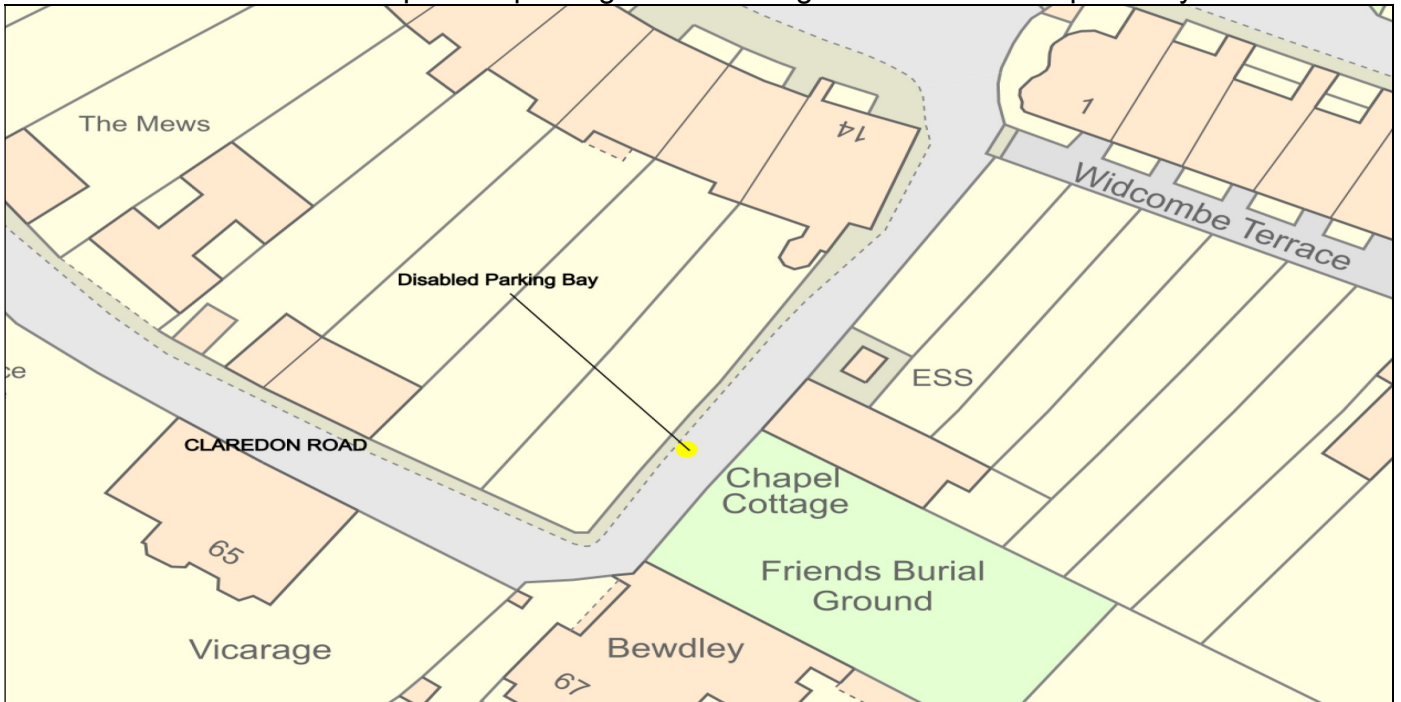 The Mews
14
1
Widcombe Terrace
Disabled Parking Bay
ESS
CLAREDON ROAD
Chapel
Cottage
65
Friends Burial
Ground
Vicarage
Bewdley
67